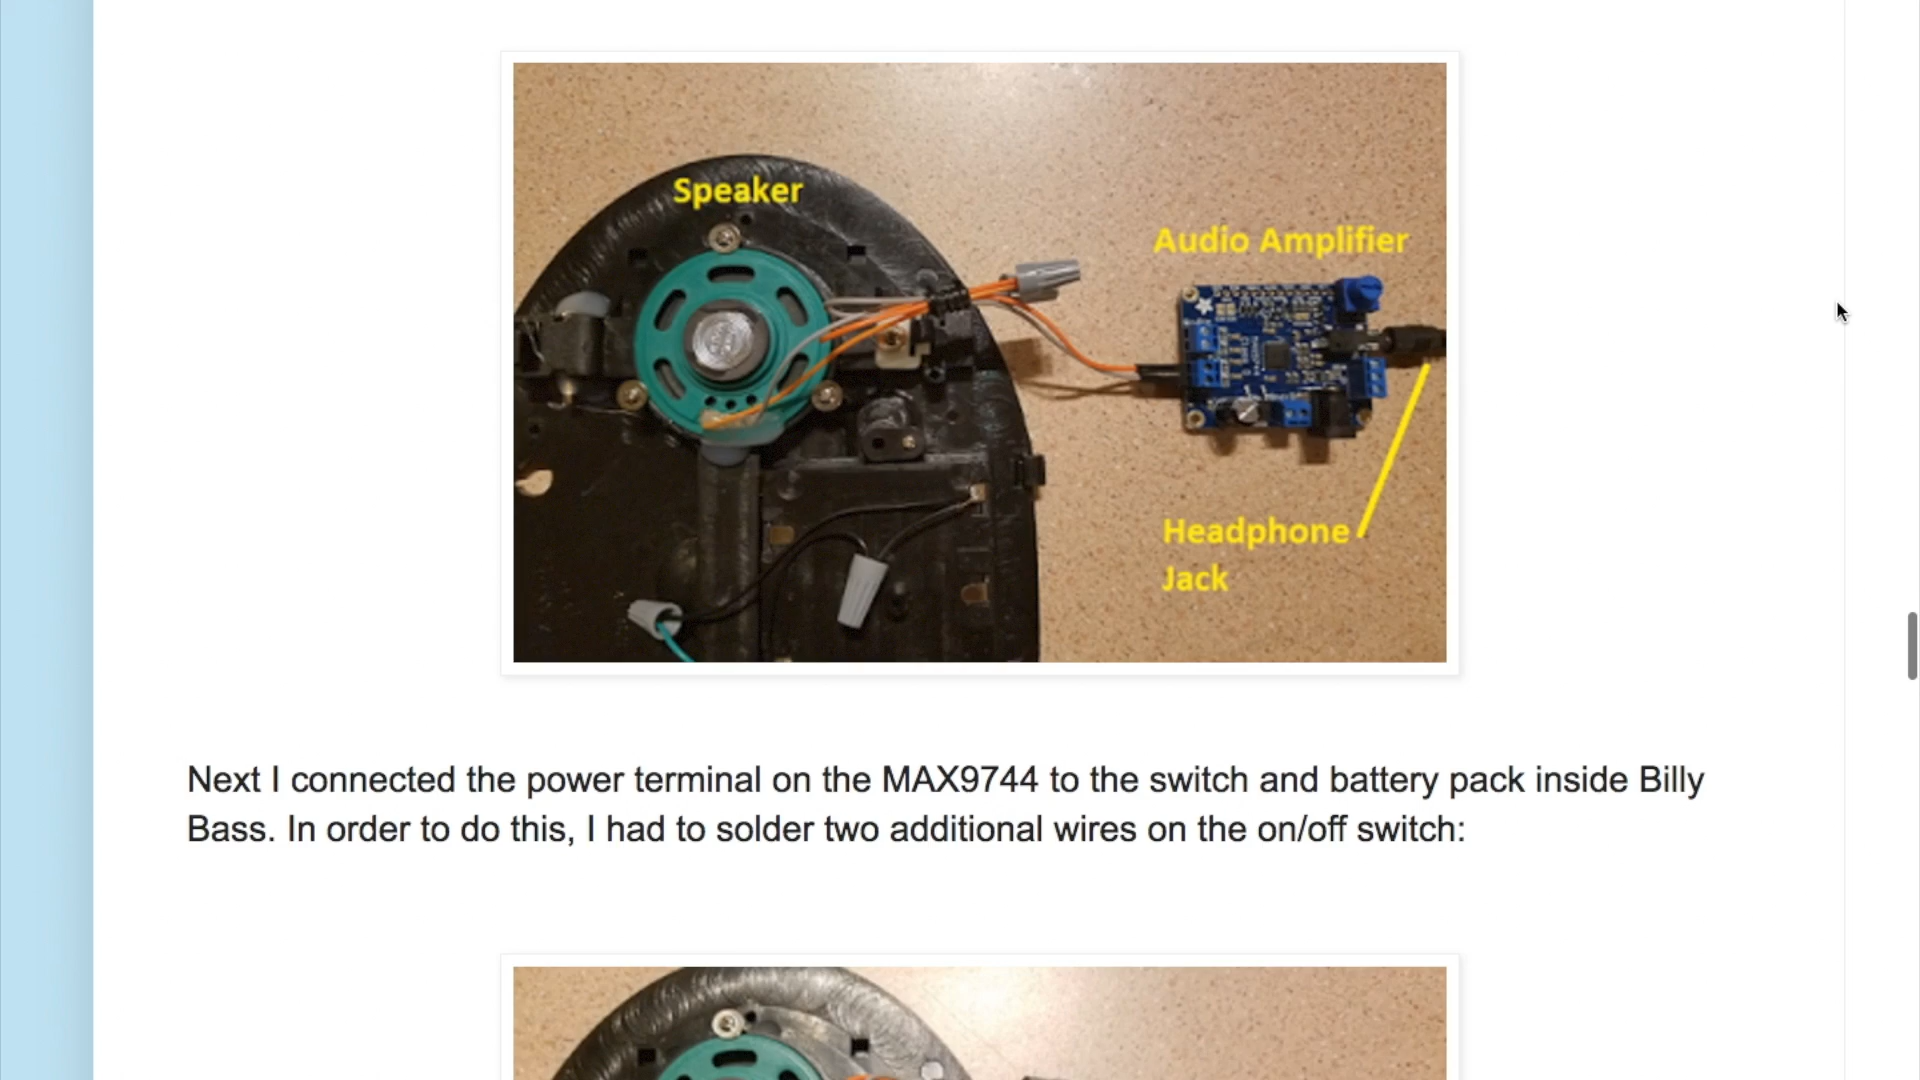 Speaker
Audio Amplifier
Headphone
Jack
Next I connected the power terminal on the MAX9744 to the switch and battery pack inside Billy
Bass. In order to do this, I had to solder two additional wires on the on/off switch: